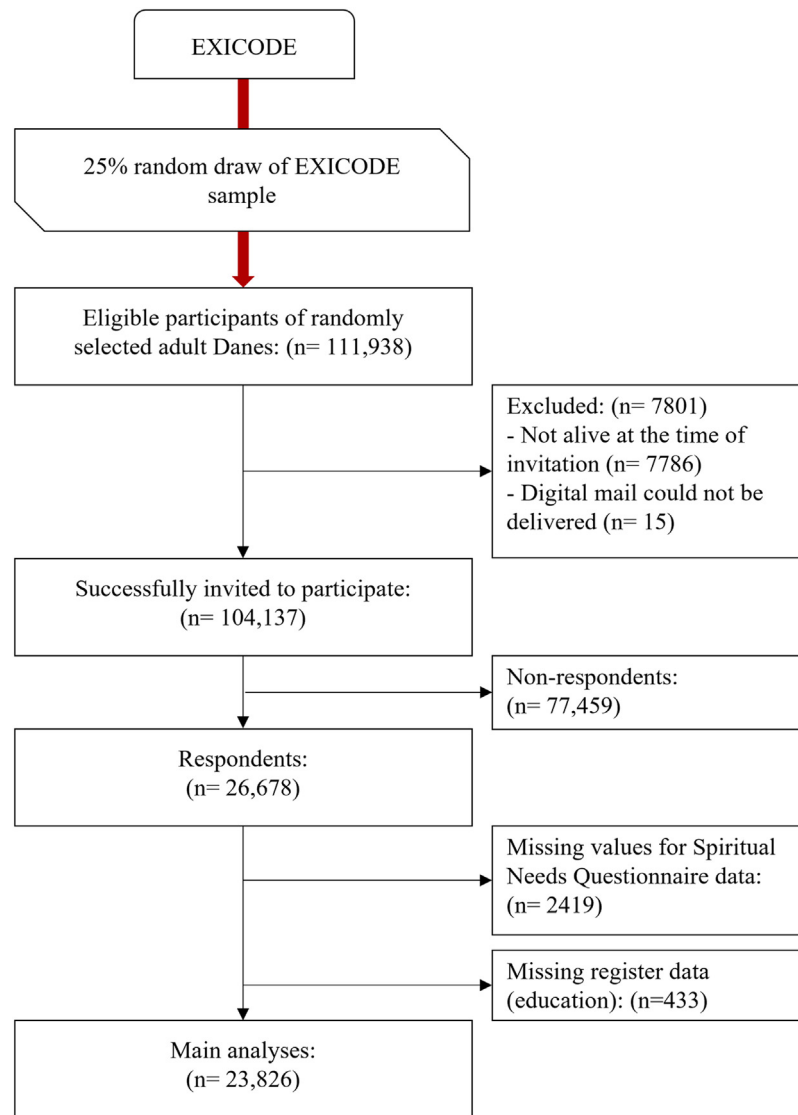 EXICODE
25% random draw of EXICODE
sample
Eligible participants of randomly
selected adult Danes: (n= 111,938)
Excluded: (n= 7801)
- Not alive at the time of
invitation (n= 7786)
- Digital mail could not be
delivered (n= 15)
Successfully invited to participate:
(n= 104,137)
Non-respondents:
(n= 77,459)
Respondents:
(n= 26,678)
Missing values for Spiritual
Needs Questionnaire data:
(n= 2419)
Missing register data
(education): (n=433)
Main analyses:
(n= 23,826)